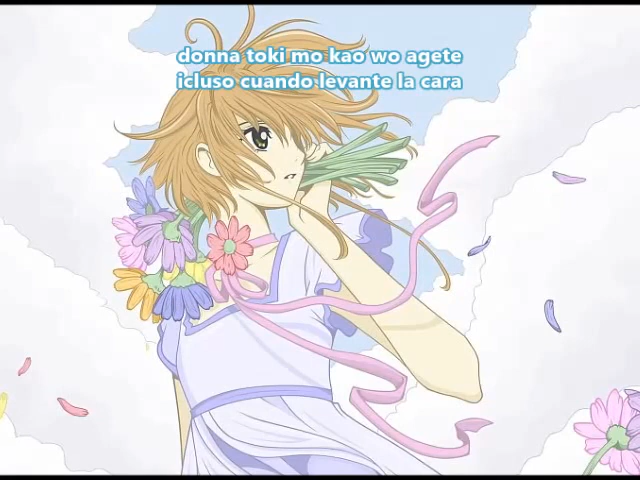 donna toki mo kao wo agete
icluso cuando levante la cara